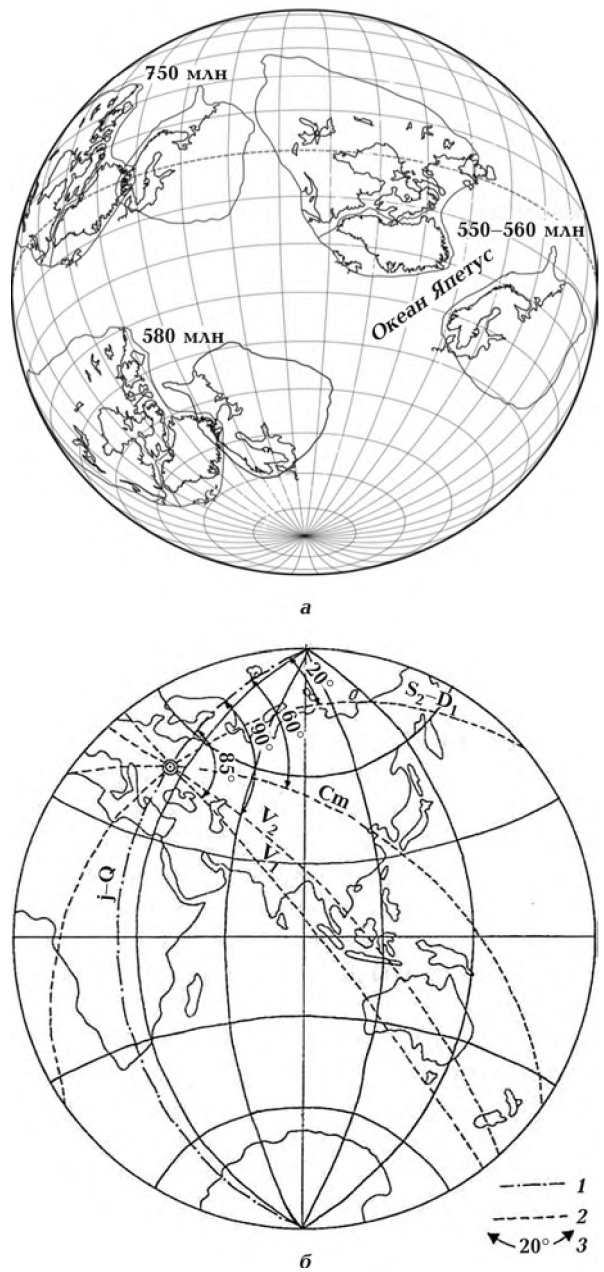 750 млн
550–560 млн
Океан Япетус
580 млн
а
20°
S₂–D₁
60°
90°
85°
Cm
V₂
V₁
j–Q
1
2
20° 3
б